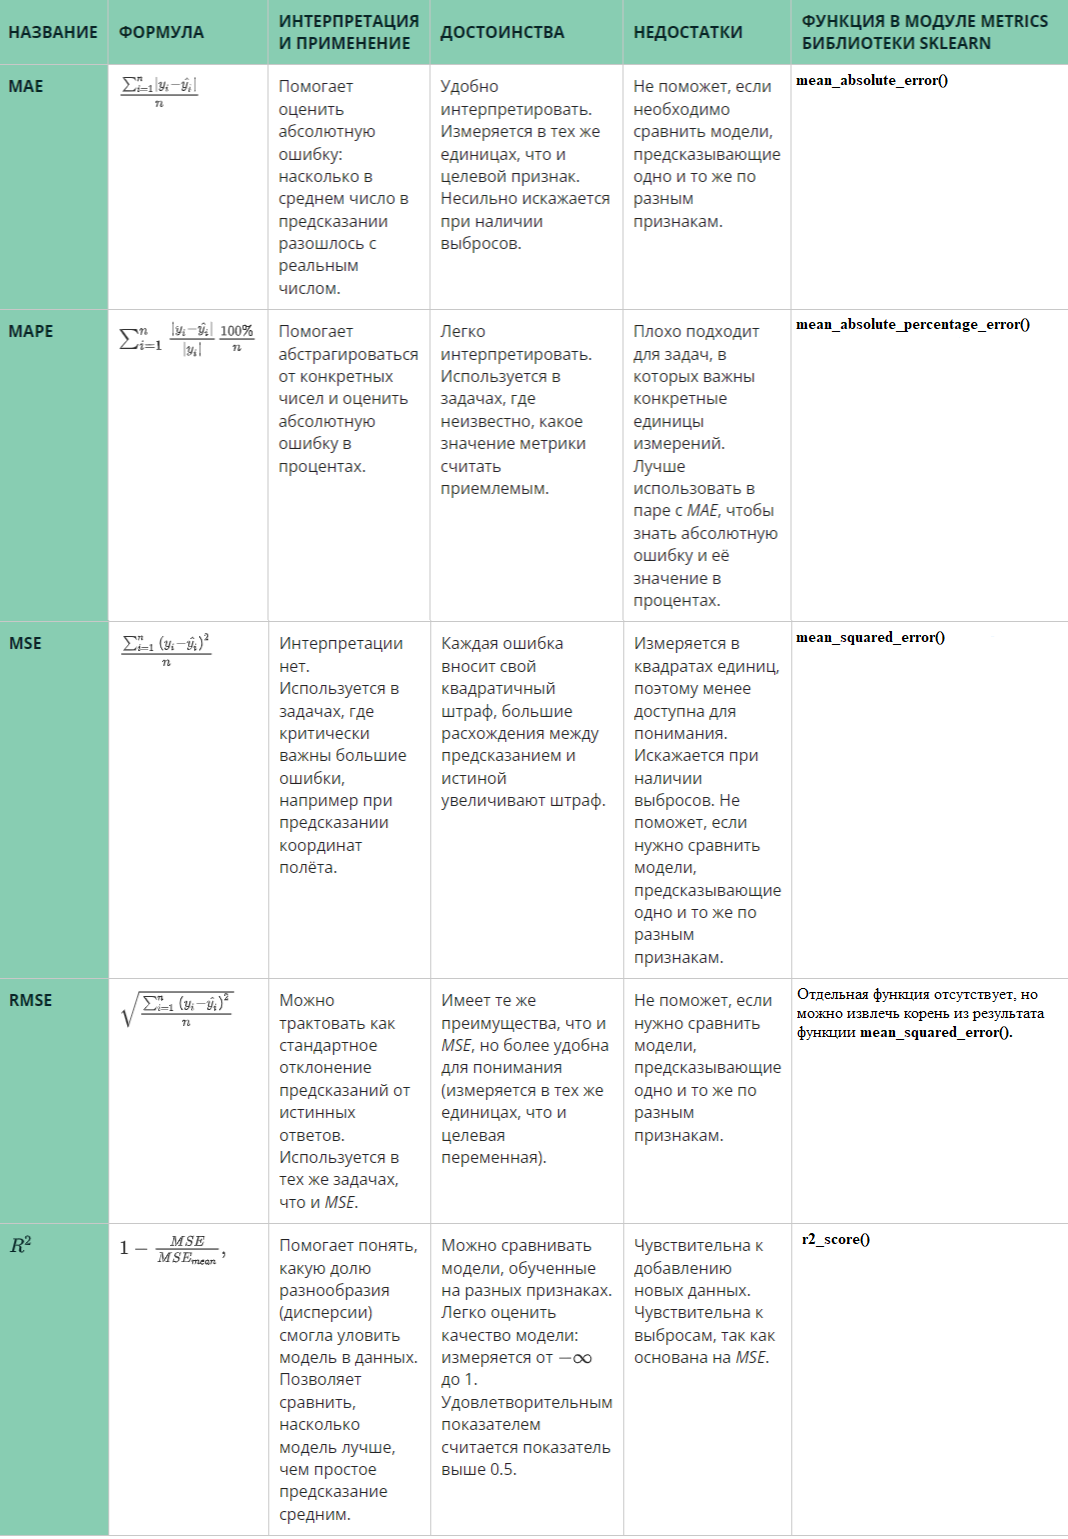 НАЗВАНИЕ
ФОРМУЛА
ИНТЕРПРЕТАЦИЯ
И ПРИМЕНЕНИЕ
ДОСТОИНСТВА
НЕДОСТАТКИ
ФУНКЦИЯ В МОДУЛЕ METRICS
БИБЛИОТЕКИ SKLEARN
MAE
$\frac{\sum_{i=1}^{n}|y_i-\hat{y_i}|}{n}$
Помогает
оценить
абсолютную
ошибку:
насколько в
среднем число в
предсказании
разошлось с
реальным
числом.
Удобно
интерпретировать.
Измеряется в тех же
единицах, что и
целевой признак.
Несильно искажается
при наличии
выбросов.
Не поможет, если
необходимо
сравнить модели,
предсказывающие
одно и то же по
разным
признакам.
mean_absolute_error()
MAPE
$\sum_{i=1}^{n}\frac{|y_i-\hat{y_i}|}{|y_i|}\frac{100\%}{n}$
Помогает
абстрагироваться
от конкретных
чисел и оценить
абсолютную
ошибку в
процентах.
Легко
интерпретировать.
Используется в
задачах, где
неизвестно, какое
значение метрики
считать
приемлемым.
Плохо подходит
для задач, в
которых важны
конкретные
единицы
измерений.
Лучше
использовать в
паре с MAE, чтобы
знать абсолютную
ошибку и её
значение в
процентах.
mean_absolute_percentage_error()
MSE
$\frac{\sum_{i=1}^{n}(y_i-\hat{y_i})^2}{n}$
Интерпретации
нет.
Используется в
задачах, где
критически
важны большие
ошибки,
например при
предсказании
координат
полёта.
Каждая ошибка
вносит свой
квадратичный
штраф, большие
расхождения между
предсказанием и
истиной
увеличивают штраф.
Измеряется в
квадратах единиц,
поэтому менее
доступна для
понимания.
Искажается при
наличии
выбросов. Не
поможет, если
нужно сравнить
модели,
предсказывающие
одно и то же по
разным
признакам.
mean_squared_error()
RMSE
$\sqrt{\frac{\sum_{i=1}^{n}(y_i-\hat{y_i})^2}{n}}$
Можно
трактовать как
стандартное
отклонение
предсказаний от
истинных
ответов.
Используется в
тех же задачах,
что и MSE.
Имеет те же
преимущества, что и
MSE, но более удобна
для понимания
(измеряется в тех же
единицах, что и
целевая
переменная).
Не поможет, если
нужно сравнить
модели,
предсказывающие
одно и то же по
разным
признакам.
Отдельная функция отсутствует, но
можно извлечь корень из результата
функции mean_squared_error().
$R^2$
$1-\frac{MSE}{MSE_{mean}},$
Помогает понять,
какую долю
разнообразия
(дисперсии)
смогла уловить
модель в данных.
Позволяет
сравнить,
насколько
модель лучше,
чем простое
предсказание
средним.
Можно сравнивать
модели, обученные
на разных признаках.
Легко оценить
качество модели:
измеряется от −∞
до 1.
Удовлетворительным
показателем
считается показатель
выше 0.5.
Чувствительна к
добавлению
новых данных.
Чувствительна к
выбросам, так как
основана на MSE.
r2_score()